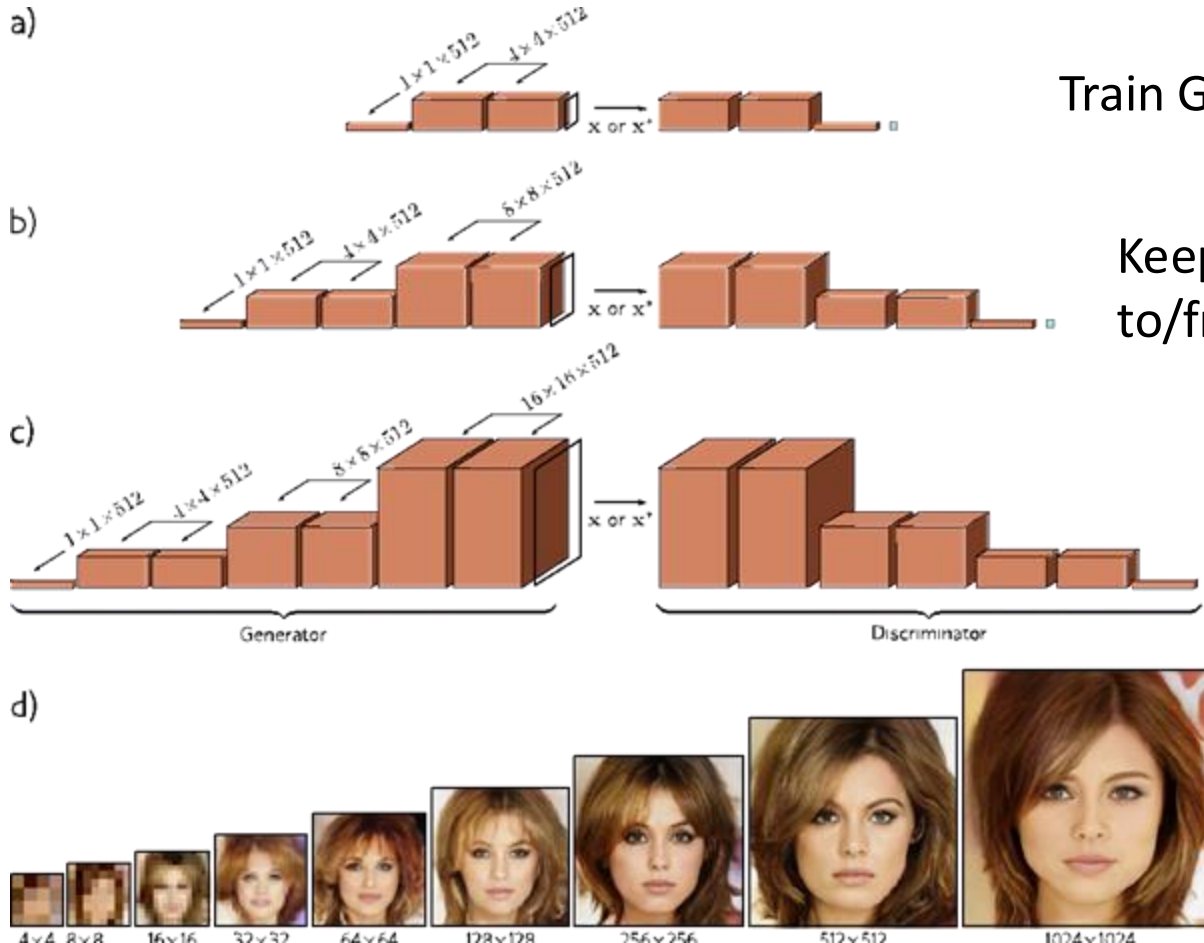 a)
1×1×512
4×4×512
x or x*
Train G
b)
1×1×512
4×4×512
8×8×512
x or x*
Keep
to/fr
c)
1×1×512
4×4×512
8×8×512
16×16×512
x or x*
Generator
Discriminator
d)
4×4 8×8 16×16 32×32 64×64 128×128 256×256 512×512 1024×1024